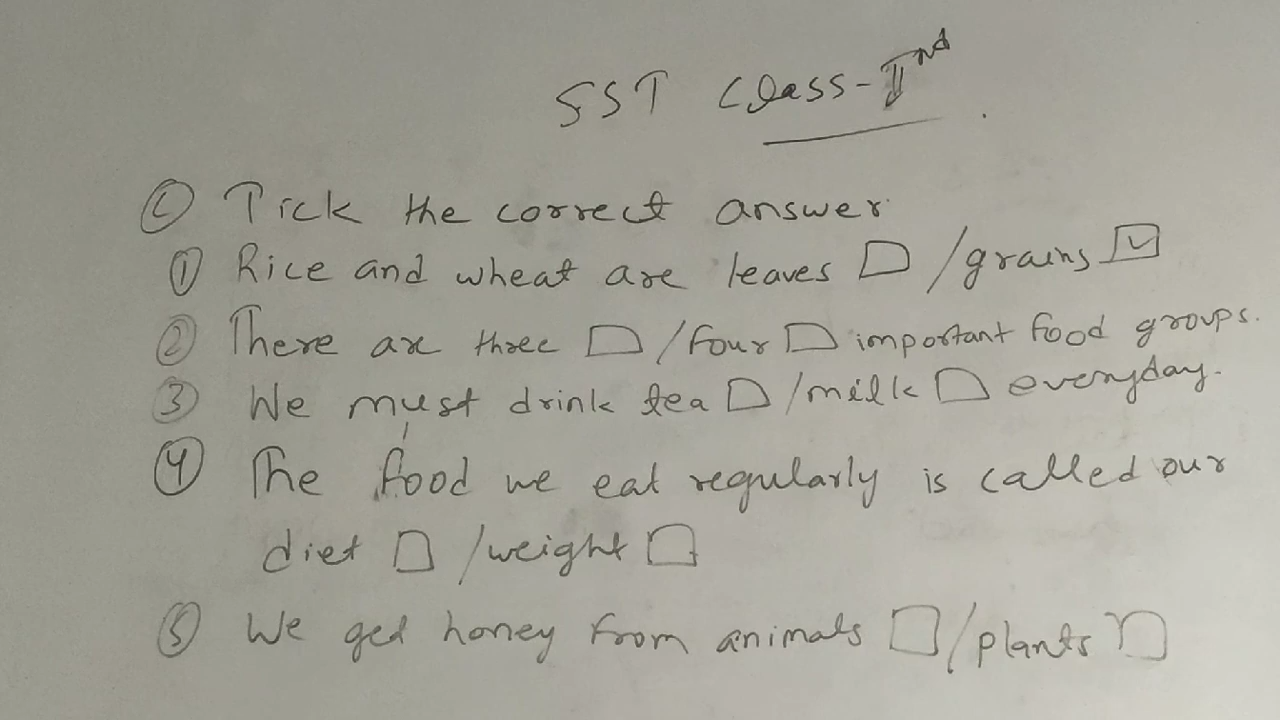 SST Class-IInd
(C) Tick the correct answer
(1) Rice and wheat are leaves ☐ /grains ☑
(2) There are three ☐ /four ☐ important food groups.
(3) We must drink tea ☐ /milk ☐ everyday.
(4) The food we eat regularly is called our
diet ☐ /weight ☐
(5) We get honey from animals ☐ /plants ☐